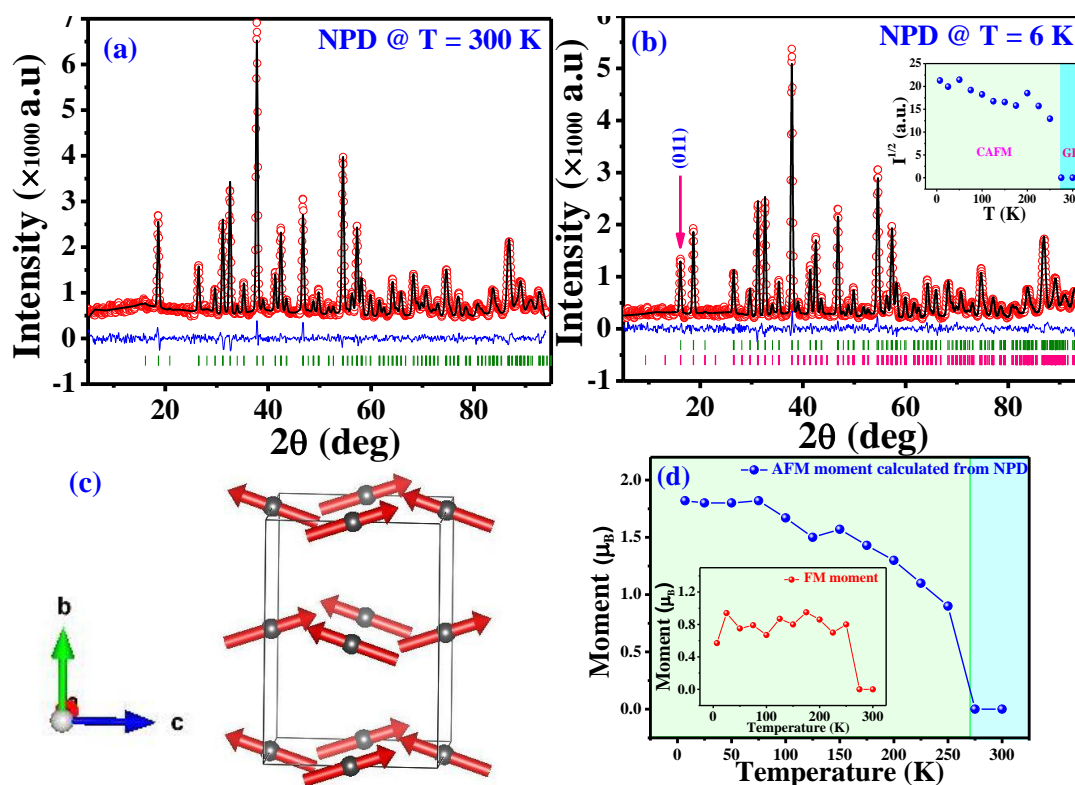 (a)
NPD @ T = 300 K
Intensity (×1000 a.u)
7
6
5
4
3
2
1
0
-1
20 40 60 80
2θ (deg)
(b)
NPD @ T = 6 K
(011)
Intensity (×1000 a.u)
6
5
4
3
2
1
0
-1
20 40 60 80
2θ (deg)
I1/2 (a.u.)
25
20
15
10
5
0
CAFM
0 100 200 300
T (K)
(c)
b
c
(d)
AFM moment calculated from NPD
Moment (μB)
2.0
1.5
1.0
0.5
0.0
0 50 100 150 200 250 300
Temperature (K)
FM moment
Moment (μB)
1.2
0.8
0.4
0.0
0 50 100 150 200 250 300
Temperature (K)